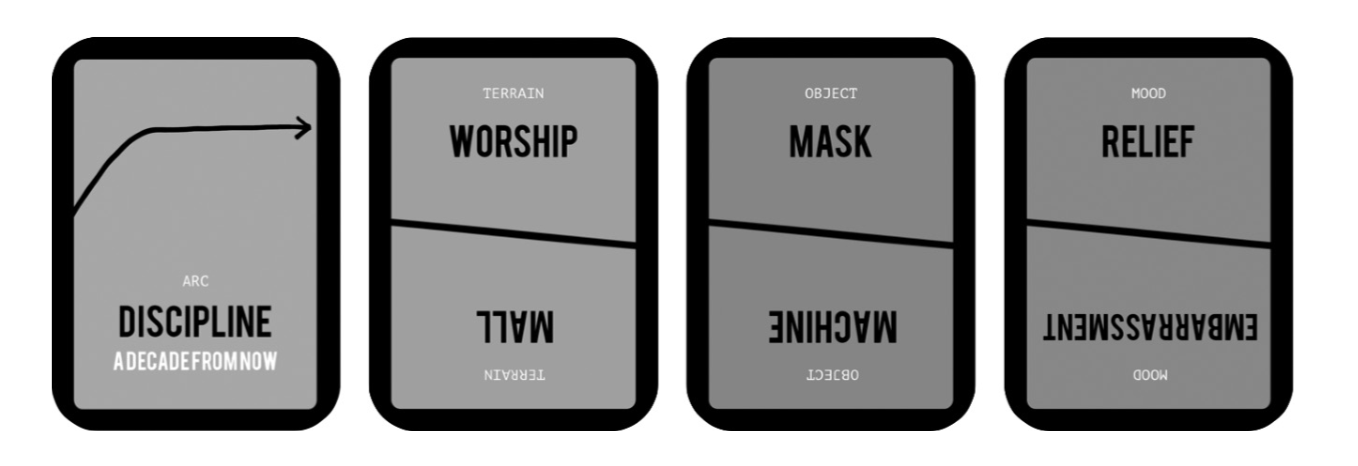 ARC
DISCIPLINE
A DECADE FROM NOW
TERRAIN
WORSHIP
MALL
TERRAIN
OBJECT
MASK
MACHINE
OBJECT
MOOD
RELIEF
EMBARRASSMENT
MOOD